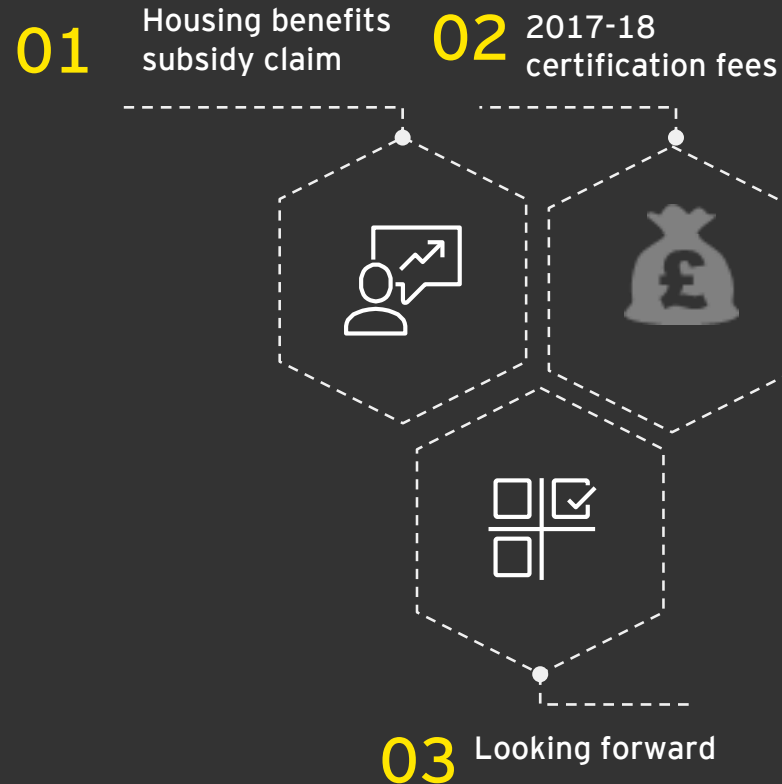 01
Housing benefits
subsidy claim
02
2017-18
certification fees
£
03
Looking forward